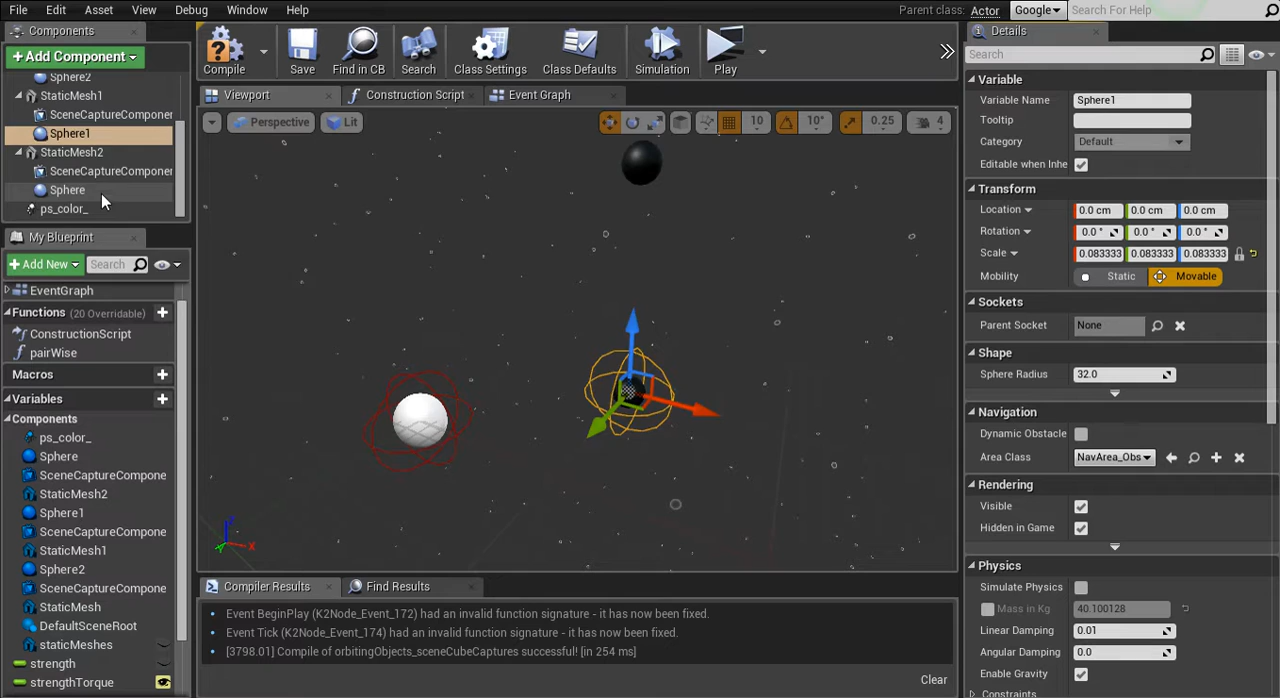 File Edit Asset View Debug Window Help Parent class: Actor Google Search For Help
Components
+Add Component
Sphere2
StaticMesh1
SceneCaptureComponer
Sphere1
StaticMesh2
SceneCaptureComponer
Sphere
ps_color_
Compile Save Find in CB Search Class Settings Class Defaults Simulation Play
Viewport Construction Script Event Graph
Perspective Lit 10 10° 0.25 4
My Blueprint
+Add New Search
EventGraph
Functions (20 Overridable)
ConstructionScript
pairWise
Macros
Variables
Components
ps_color_
Sphere
SceneCaptureCompone
StaticMesh2
Sphere1
SceneCaptureCompone
StaticMesh1
Sphere2
SceneCaptureCompone
StaticMesh
DefaultSceneRoot
staticMeshes
strength
strengthTorque
Z
X
Compiler Results Find Results
Event BeginPlay (K2Node_Event_172) had an invalid function signature - it has now been fixed.
Event Tick (K2Node_Event_174) had an invalid function signature - it has now been fixed.
[3798.01] Compile of orbitingObjects_sceneCubeCaptures successful! [in 254 ms]
Clear
Details
Search
Variable
Variable Name Sphere1
Tooltip
Category Default
Editable when Inhe
Transform
Location 0.0 cm 0.0 cm 0.0 cm
Rotation 0.0 ° 0.0 ° 0.0 °
Scale 0.083333 0.083333 0.083333
Mobility Static Movable
Sockets
Parent Socket None
Shape
Sphere Radius 32.0
Navigation
Dynamic Obstacle
Area Class NavArea_Obs
Rendering
Visible
Hidden in Game
Physics
Simulate Physics
Mass in Kg 40.100128
Linear Damping 0.01
Angular Damping 0.0
Enable Gravity
Constraints